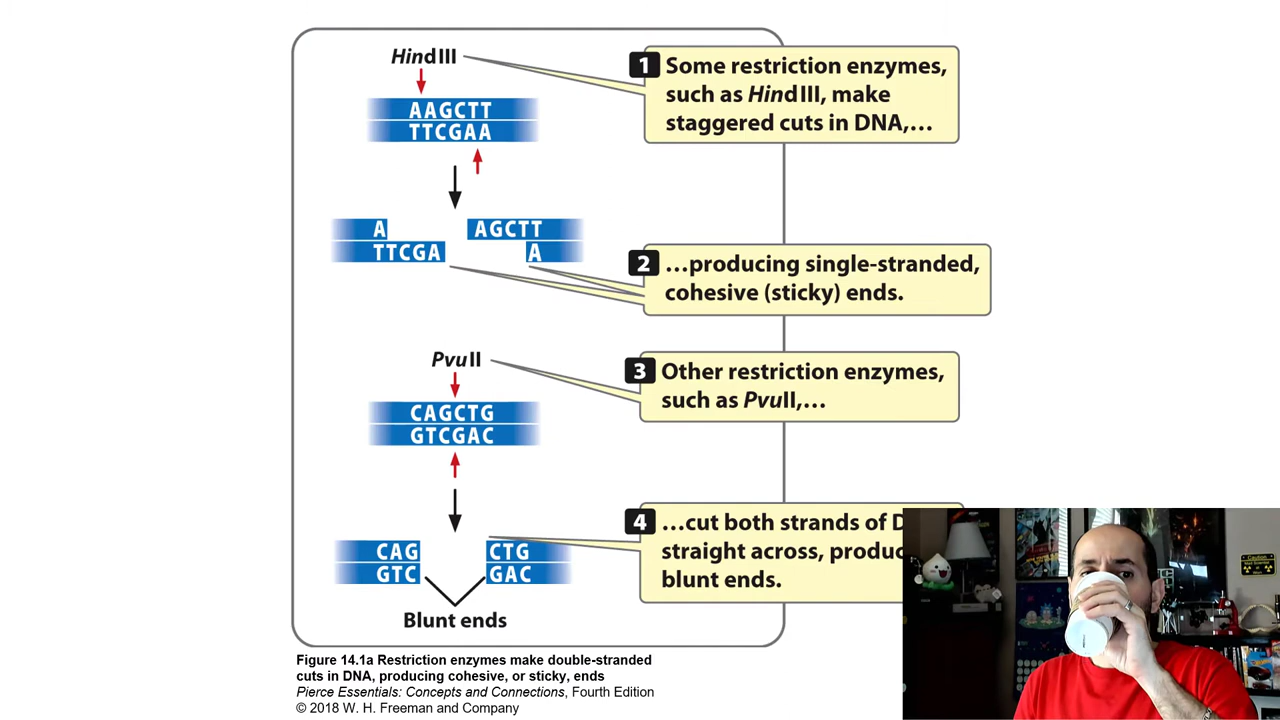 HindIII
1 Some restriction enzymes,
such as HindIII, make
staggered cuts in DNA,...
AAGCTT
TTCGAA
A
TTCGA
AGCTT
A
2 ...producing single-stranded,
cohesive (sticky) ends.
PvuII
3 Other restriction enzymes,
such as PvuII,...
CAGCTG
GTCGAC
4 ...cut both strands of
straight across,
blunt ends.
CAG
GTC
CTG
GAC
Blunt ends
Figure 14.1a Restriction enzymes make double-stranded
cuts in DNA, producing cohesive, or sticky, ends
Pierce Essentials: Concepts and Connections, Fourth Edition
© 2018 W. H. Freeman and Company
Caution